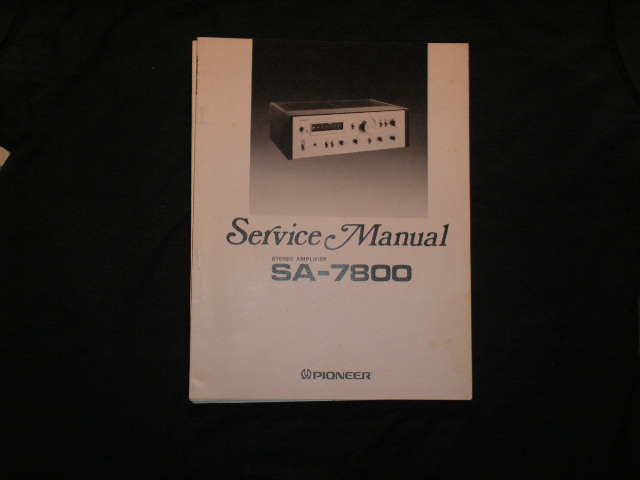 Service Manual
STEREO AMPLIFIER
SA-7800
PIONEER